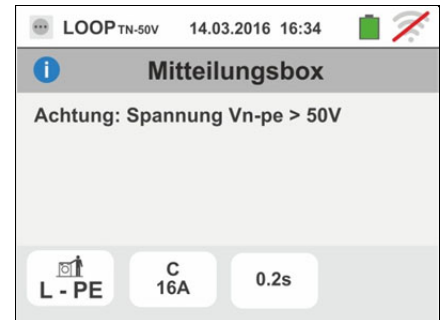 LOOP TN-50V 14.03.2016 16:34
i Mitteilungsbox
Achtung: Spannung Vn-pe > 50V
L - PE
C
16A
0.2s